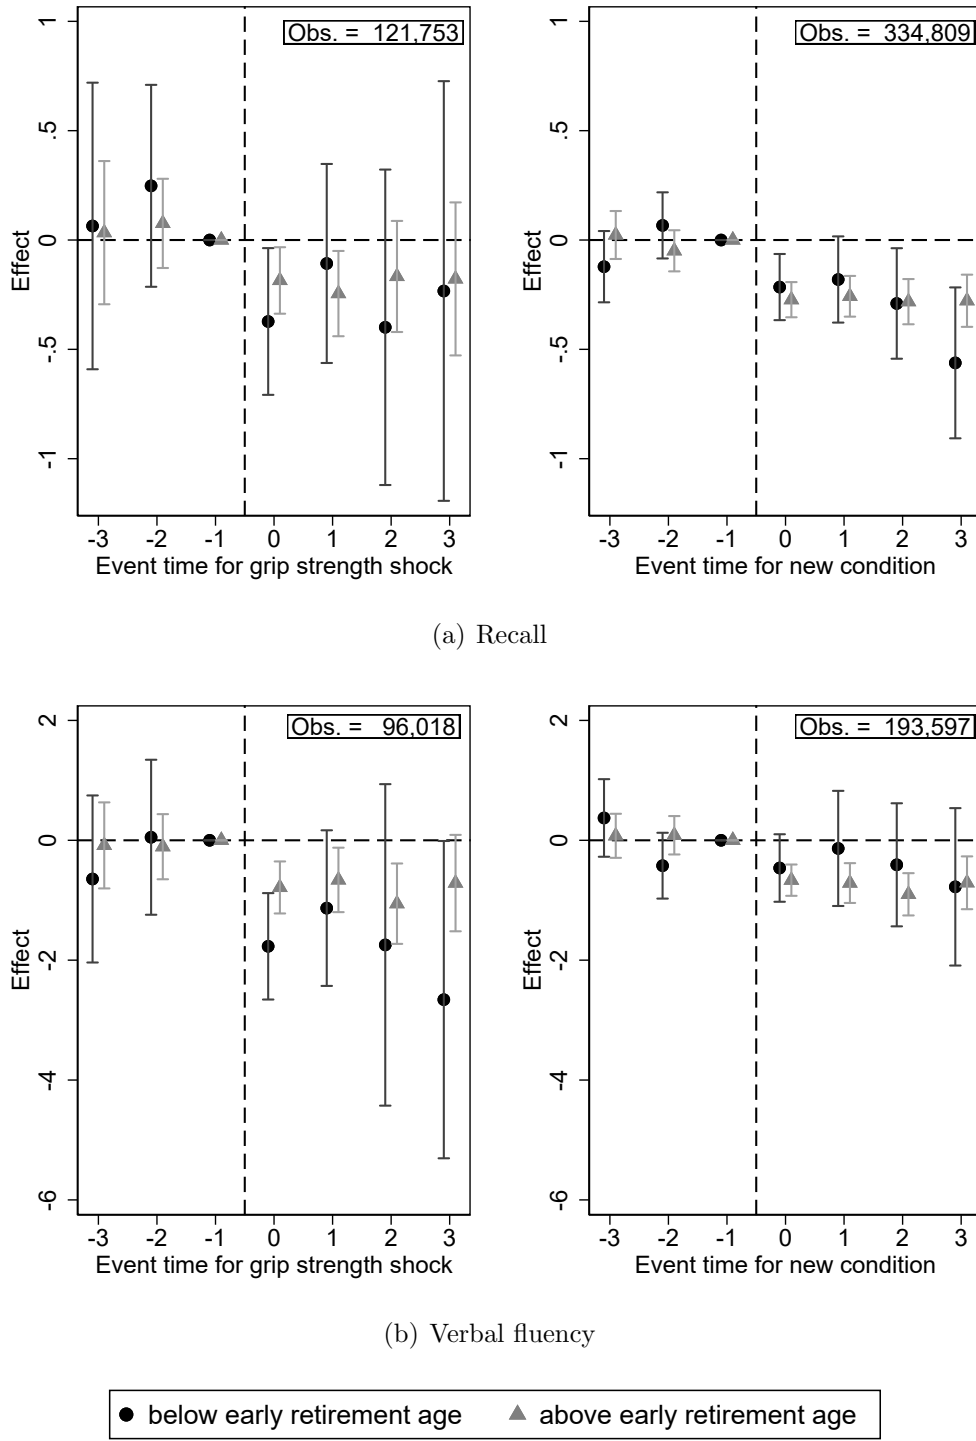 Obs. = 121,753
1
.5
0
-.5
-1
Effect
-3 -2 -1 0 1 2 3
Event time for grip strength shock
Obs. = 334,809
1
.5
0
-.5
-1
Effect
-3 -2 -1 0 1 2 3
Event time for new condition
(a) Recall
Obs. = 96,018
2
0
-2
-4
-6
Effect
-3 -2 -1 0 1 2 3
Event time for grip strength shock
Obs. = 193,597
2
0
-2
-4
-6
Effect
-3 -2 -1 0 1 2 3
Event time for new condition
(b) Verbal fluency
below early retirement age above early retirement age